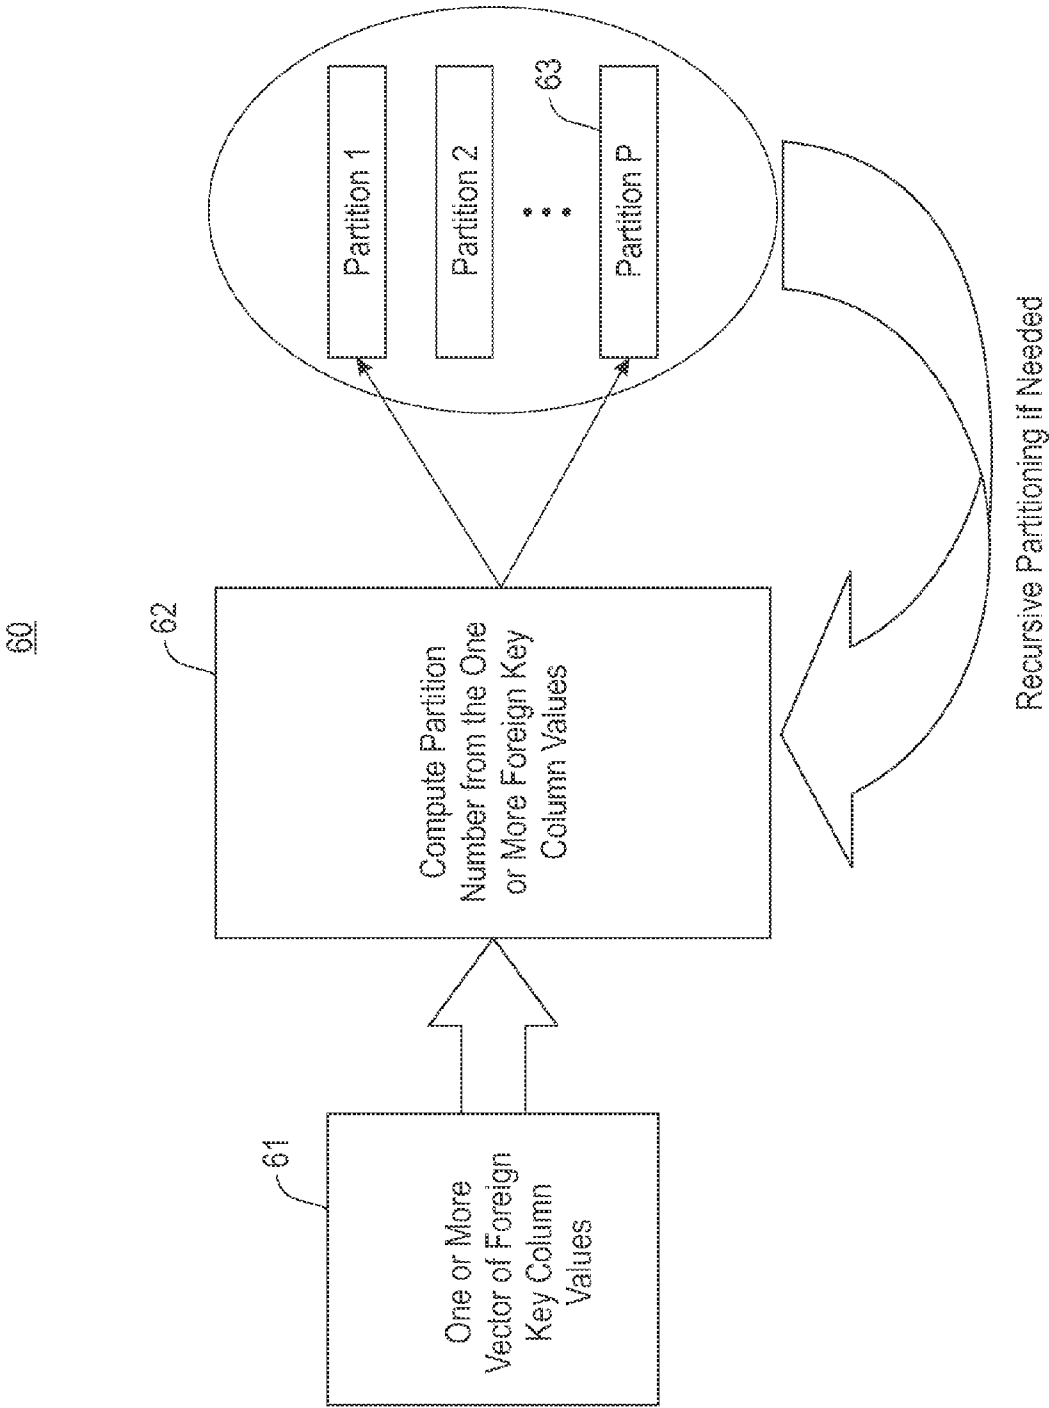 60
61
One or More
Vector of Foreign
Key Column
Values
62
Compute Partition
Number from the One
or More Foreign Key
Column Values
Partition 1
Partition 2
63
Partition P
Recursive Partitioning if Needed